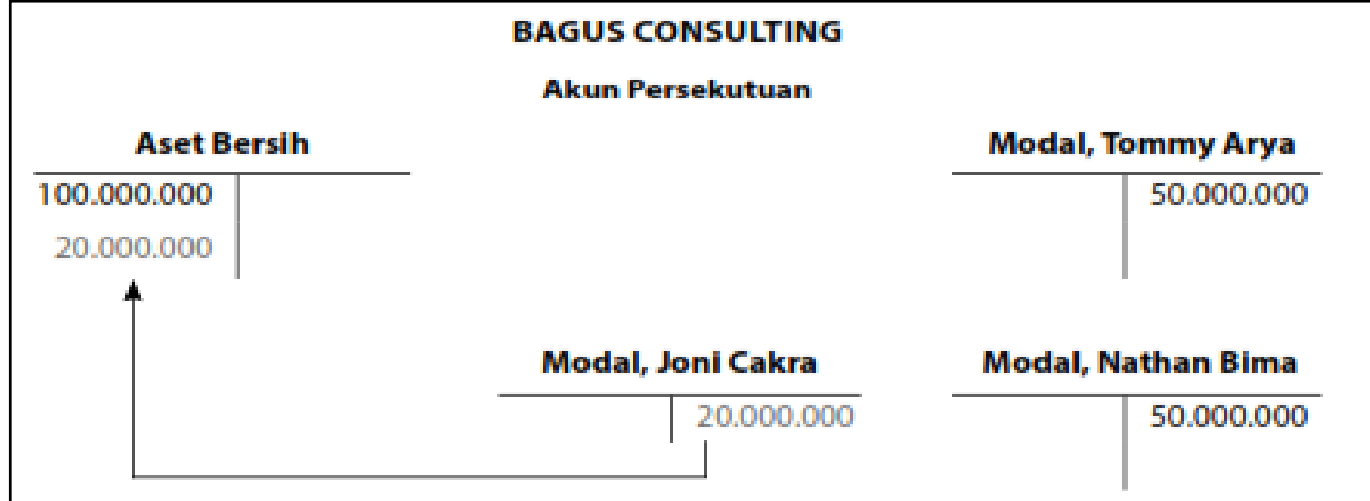 BAGUS CONSULTING
Akun Persekutuan
Aset Bersih
Modal, Tommy Arya
100.000.000
50.000.000
20.000.000
Modal, Joni Cakra
Modal, Nathan Bima
20.000.000
50.000.000